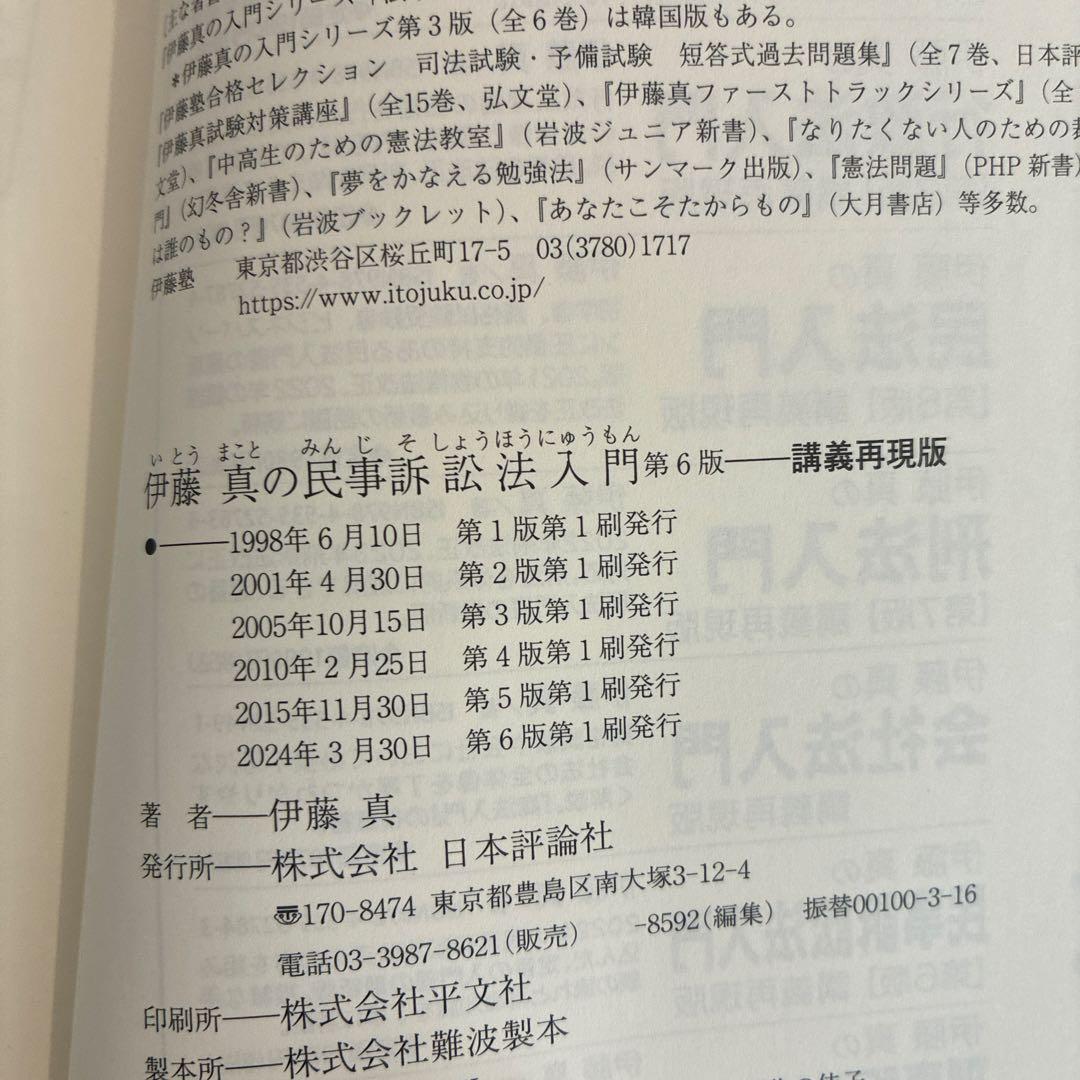 『伊藤真の入門シリーズ
＊伊藤真の入門シリーズ第３版（全６巻）は韓国版もある。
『伊藤塾合格セレクション　司法試験・予備試験　短答式過去問題集』（全７巻、日本評
『伊藤真試験対策講座』（全15巻、弘文堂）、『伊藤真ファーストトラックシリーズ』（全
文堂）、『中高生のための憲法教室』（岩波ジュニア新書）、『なりたくない人のための裁
門』（幻冬舎新書）、『夢をかなえる勉強法』（サンマーク出版）、『憲法問題』（PHP 新書）
は誰のもの？』（岩波ブックレット）、『あなたこそたからもの』（大月書店）等多数。
伊藤塾　東京都渋谷区桜丘町17-5　03(3780)1717
https://www.itojuku.co.jp/
いとう まこと みんじそしょうほうにゅうもん
伊藤 真の民事訴訟法入門 第６版――講義再現版
●――1998年６月10日　第１版第１刷発行
2001年４月30日　第２版第１刷発行
2005年10月15日　第３版第１刷発行
2010年２月25日　第４版第１刷発行
2015年11月30日　第５版第１刷発行
2024年３月30日　第６版第１刷発行
著　者――伊藤 真
発行所――株式会社 日本評論社
〠170-8474 東京都豊島区南大塚3-12-4
電話03-3987-8621(販売)　-8592(編集)　振替00100-3-16
印刷所――株式会社平文社
製本所――株式会社難波製本